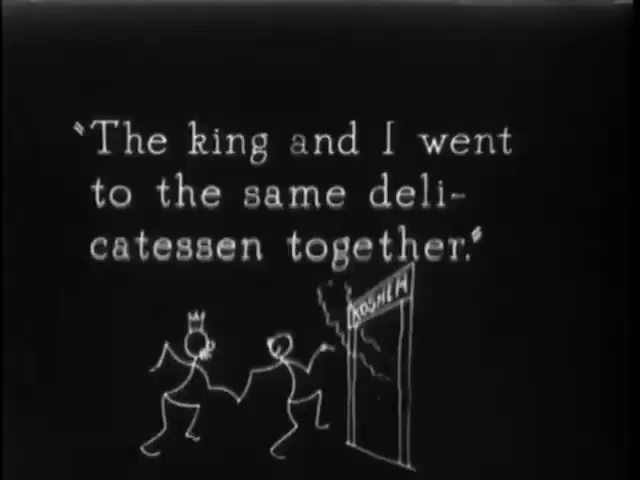 "The king and I went
to the same deli-
catessen together."
KOSHER